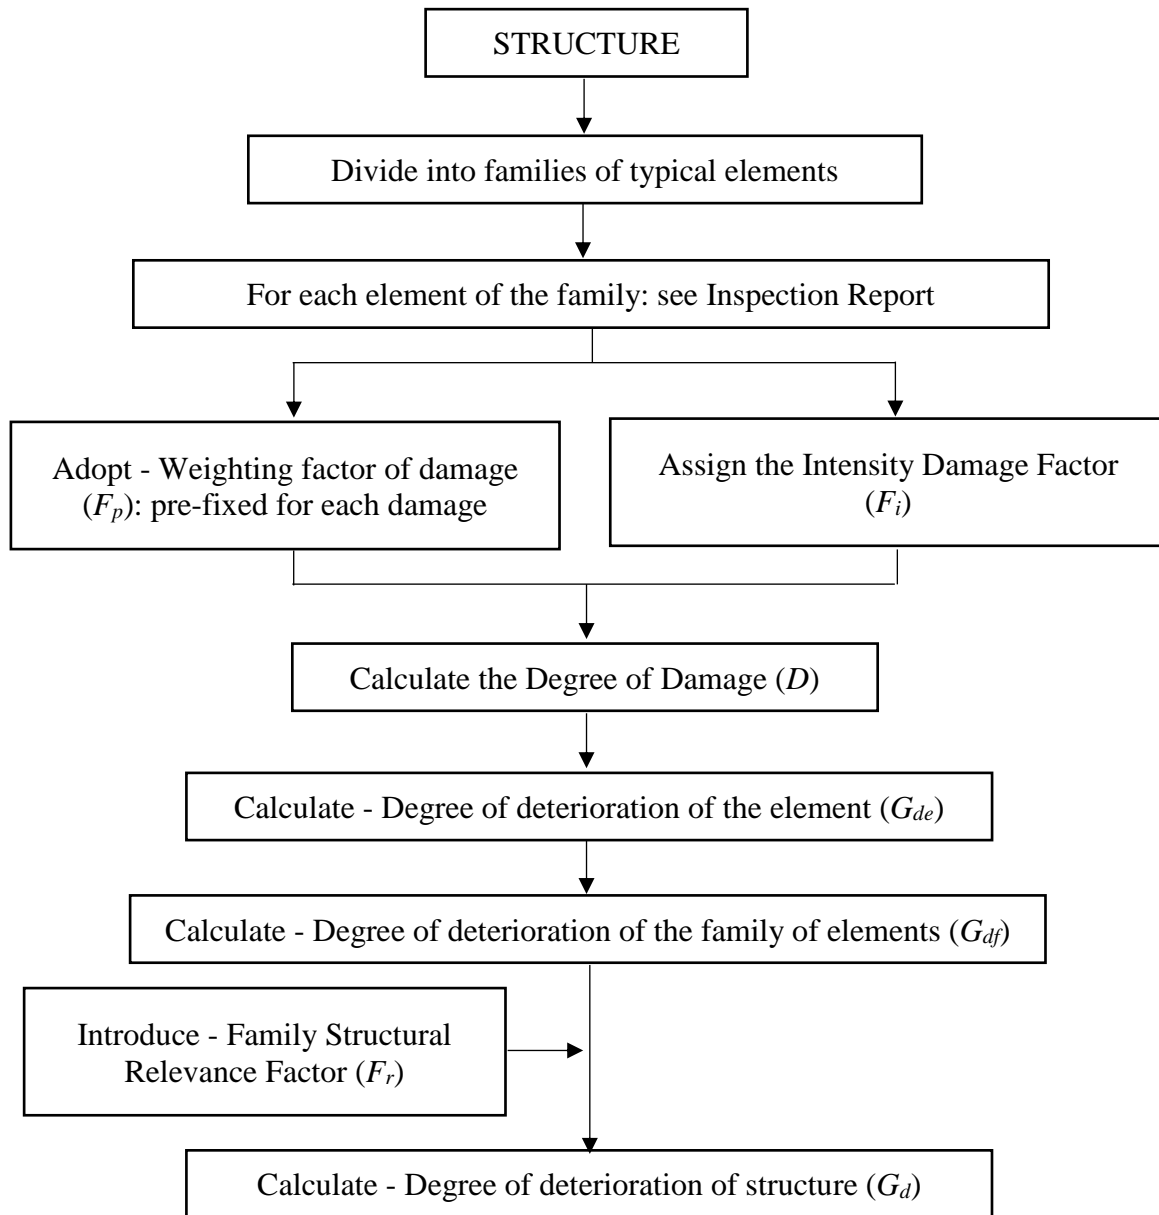 STRUCTURE
Divide into families of typical elements
For each element of the family: see Inspection Report
Adopt - Weighting factor of damage
(Fp): pre-fixed for each damage
Assign the Intensity Damage Factor
(Fi)
Calculate the Degree of Damage (D)
Calculate - Degree of deterioration of the element (Gde)
Calculate - Degree of deterioration of the family of elements (Gdf)
Introduce - Family Structural
Relevance Factor (Fr)
Calculate - Degree of deterioration of structure (Gd)